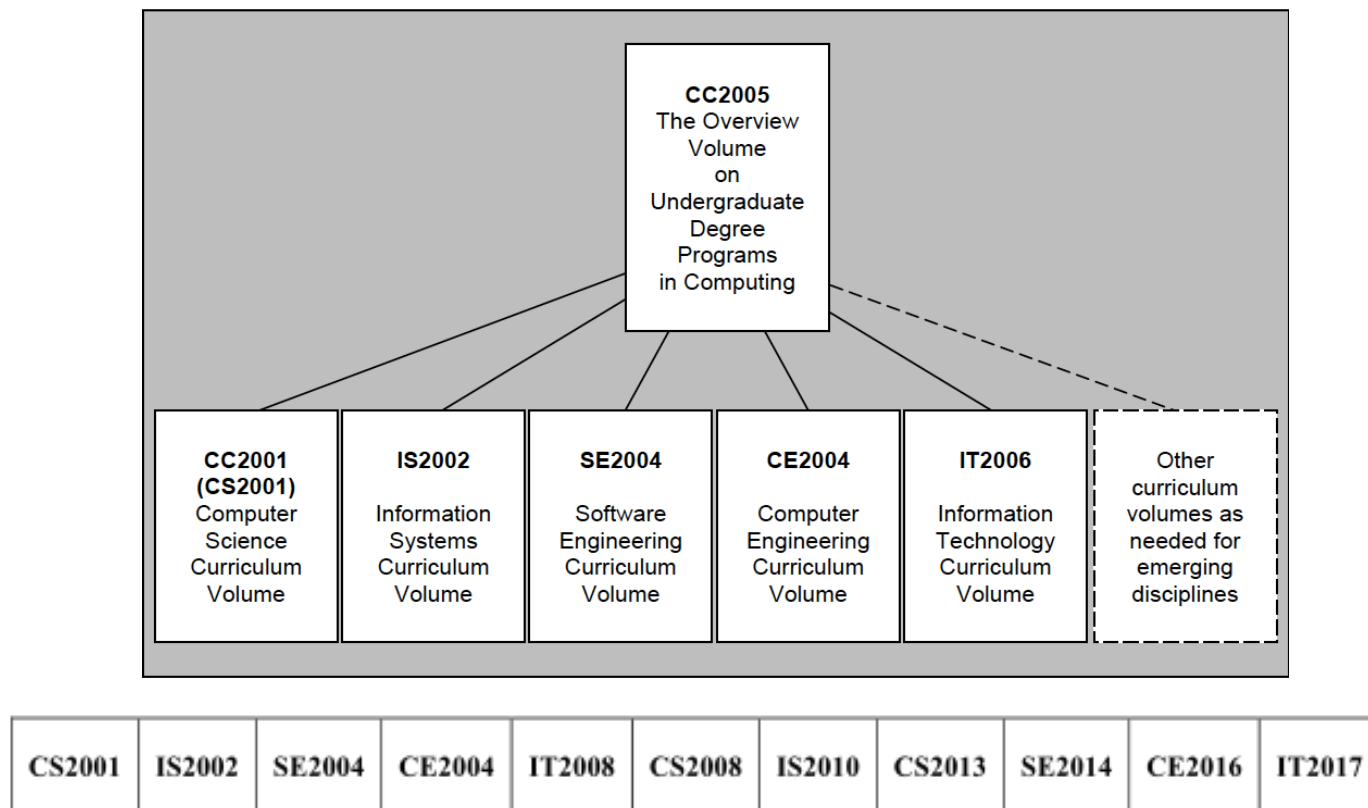 CC2005
The Overview
Volume
on
Undergraduate
Degree
Programs
in Computing
CC2001
(CS2001)
Computer
Science
Curriculum
Volume
IS2002
Information
Systems
Curriculum
Volume
SE2004
Software
Engineering
Curriculum
Volume
CE2004
Computer
Engineering
Curriculum
Volume
IT2006
Information
Technology
Curriculum
Volume
Other
curriculum
volumes as
needed for
emerging
disciplines
CS2001 IS2002 SE2004 CE2004 IT2008 CS2008 IS2010 CS2013 SE2014 CE2016 IT2017